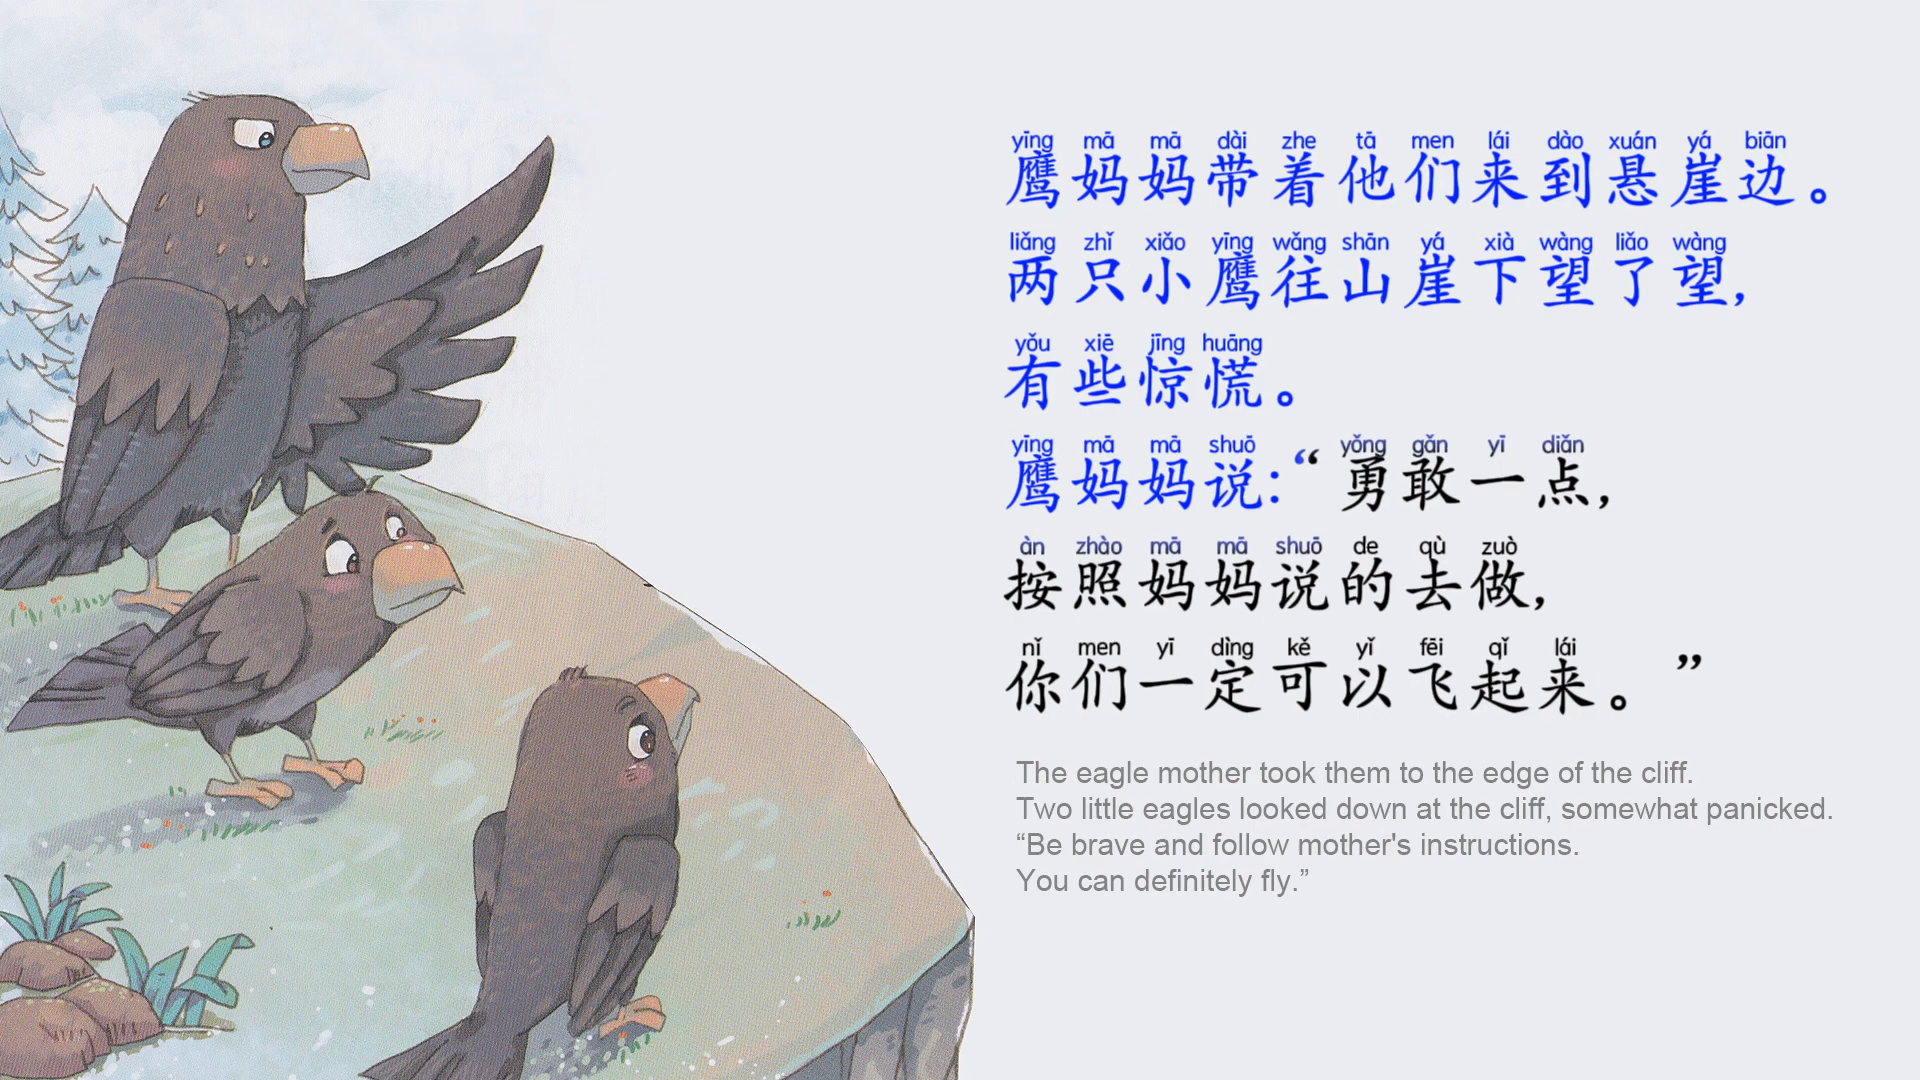 yīng mā mā dài zhe tā men lái dào xuán yá biān
鹰妈妈带着他们来到悬崖边。
liǎng zhǐ xiǎo yīng wǎng shān yá xià wàng liǎo wàng
两只小鹰往山崖下望了望,
yǒu xiē jīng huāng
有些惊慌。
yīng mā mā shuō yǒng gǎn yī diǎn
鹰妈妈说:“勇敢一点,
àn zhào mā mā shuō de qù zuò
按照妈妈说的去做,
nǐ men yī dìng kě yǐ fēi qǐ lái
你们一定可以飞起来。”
The eagle mother took them to the edge of the cliff.
Two little eagles looked down at the cliff, somewhat panicked.
“Be brave and follow mother's instructions.
You can definitely fly.”